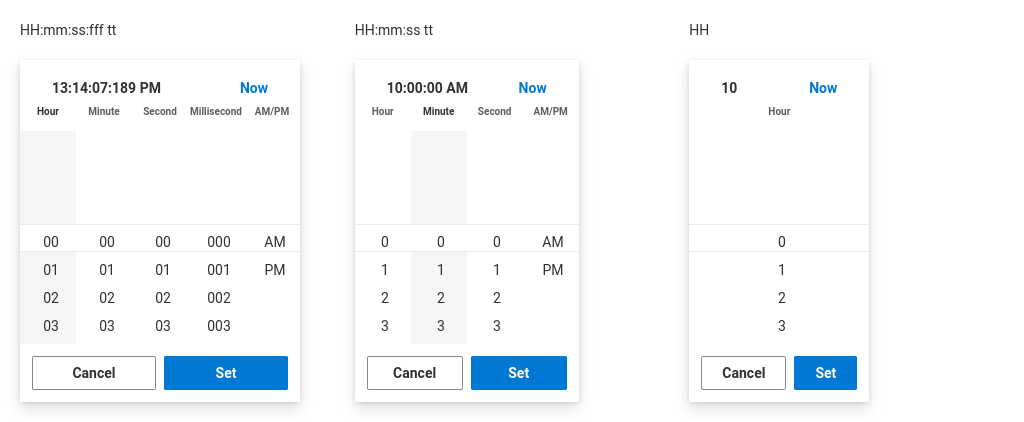 HH:mm:ss:fff tt
HH:mm:ss tt
HH
13:14:07:189 PM Now
Hour Minute Second Millisecond AM/PM
00 00 00 000 AM
01 01 01 001 PM
02 02 02 002
03 03 03 003
Cancel Set
10:00:00 AM Now
Hour Minute Second AM/PM
0 0 0 AM
1 1 1 PM
2 2 2
3 3 3
Cancel Set
10 Now
Hour
0
1
2
3
Cancel Set